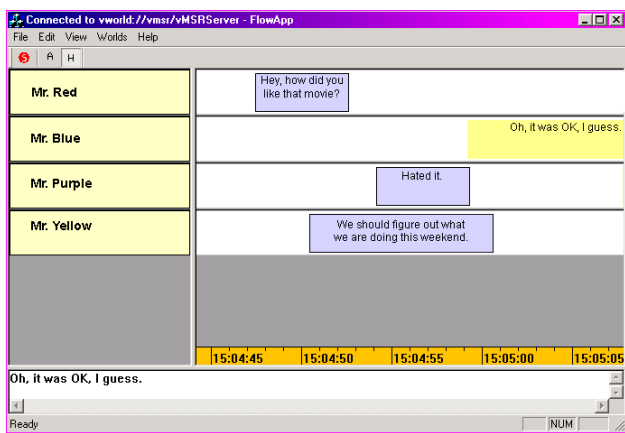 Connected to vworld://vmsr/vMSRServer - FlowApp
File Edit View Worlds Help
S A H
Mr. Red
Hey, how did you
like that movie?
Mr. Blue
Oh, it was OK, I guess.
Mr. Purple
Hated it.
Mr. Yellow
We should figure out what
we are doing this weekend.
15:04:45 15:04:50 15:04:55 15:05:00 15:05:05
Oh, it was OK, I guess.
Ready NUM